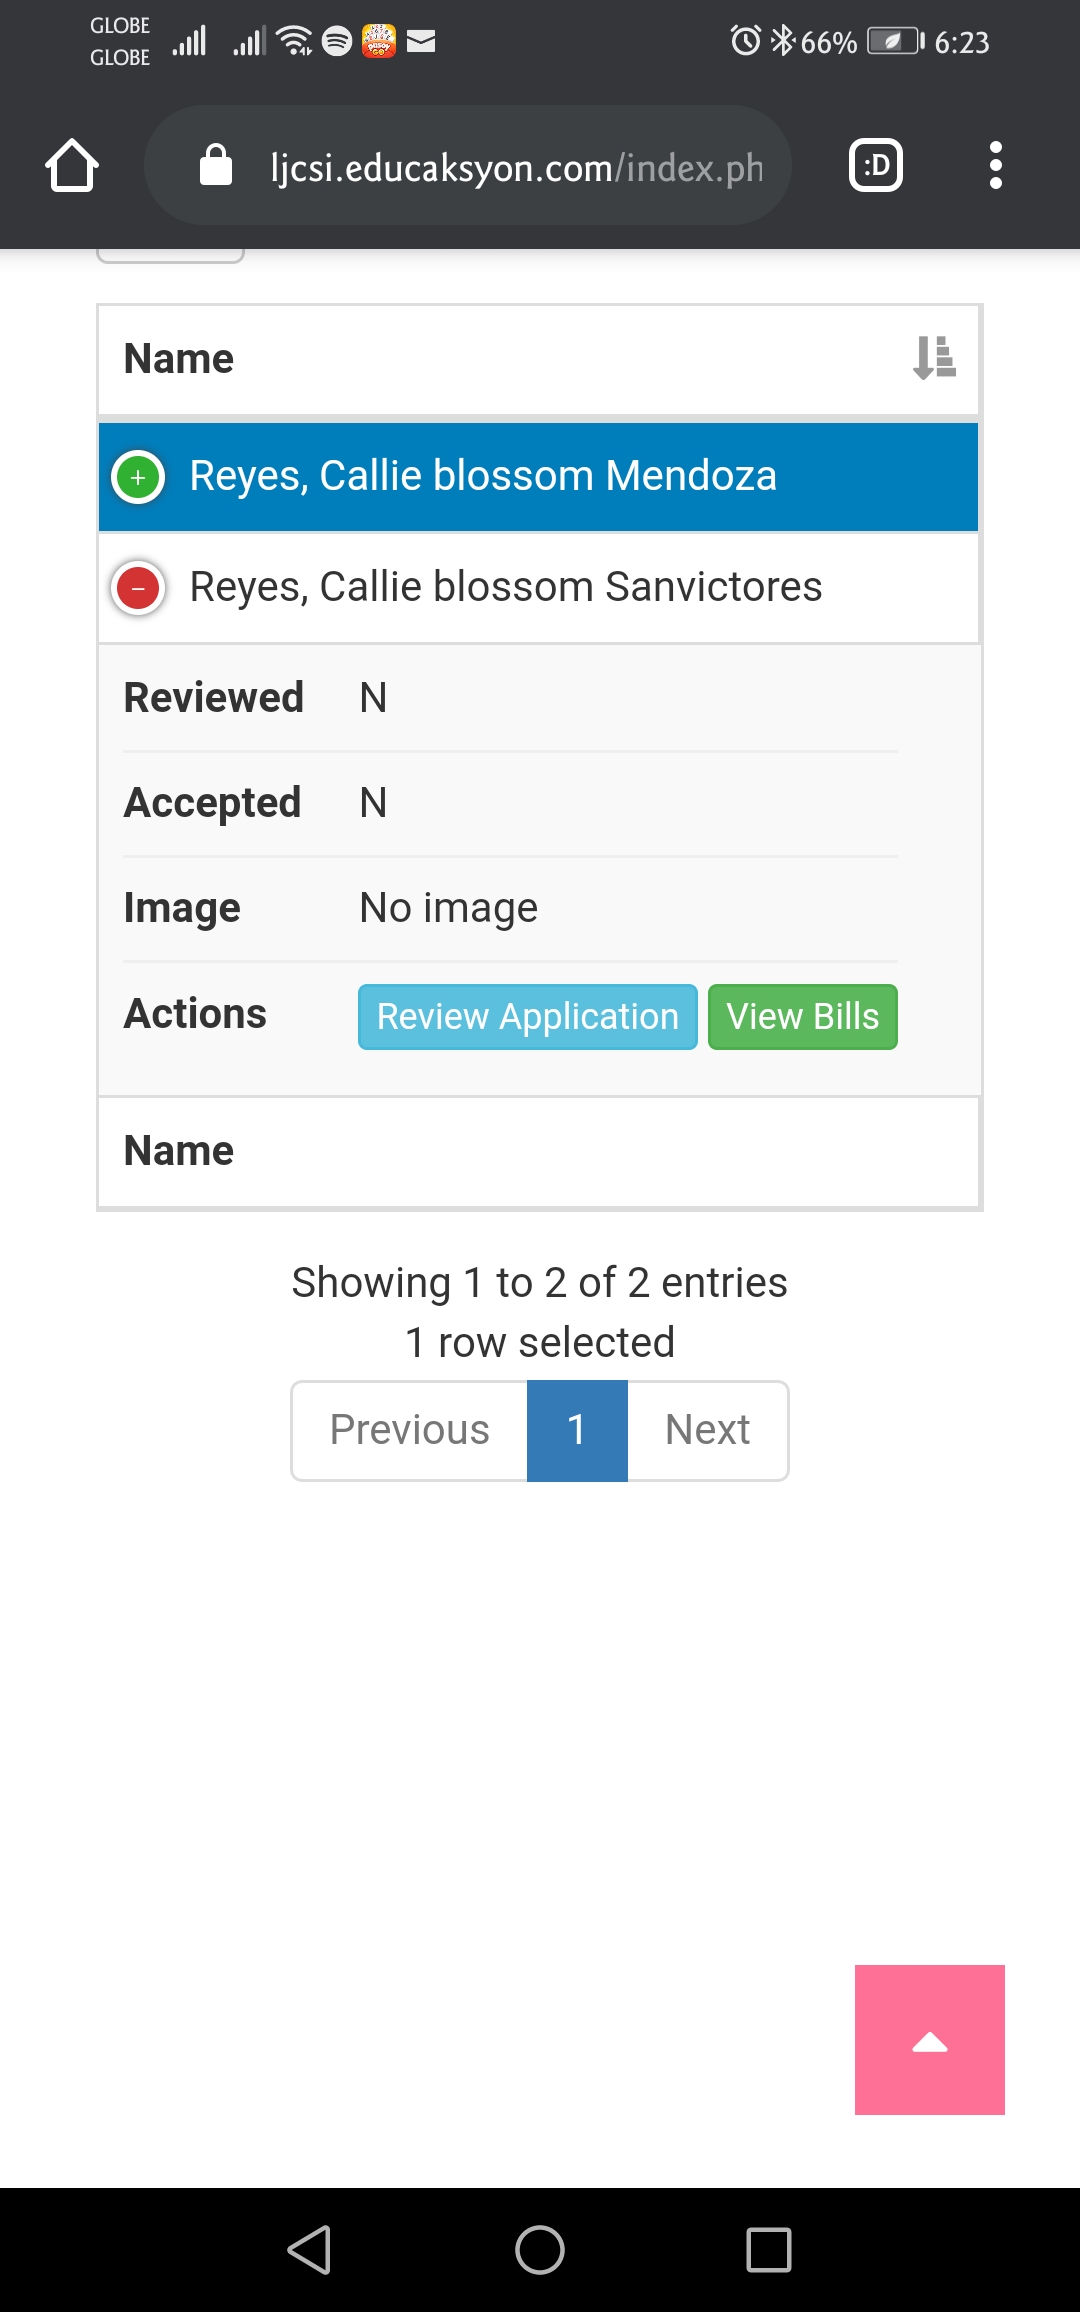 GLOBE
GLOBE
66% 6:23
ljcsi.educaksyon.com/index.ph
:D
Name
Reyes, Callie blossom Mendoza
Reyes, Callie blossom Sanvictores
Reviewed N
Accepted N
Image No image
Actions Review Application View Bills
Name
Showing 1 to 2 of 2 entries
1 row selected
Previous 1 Next